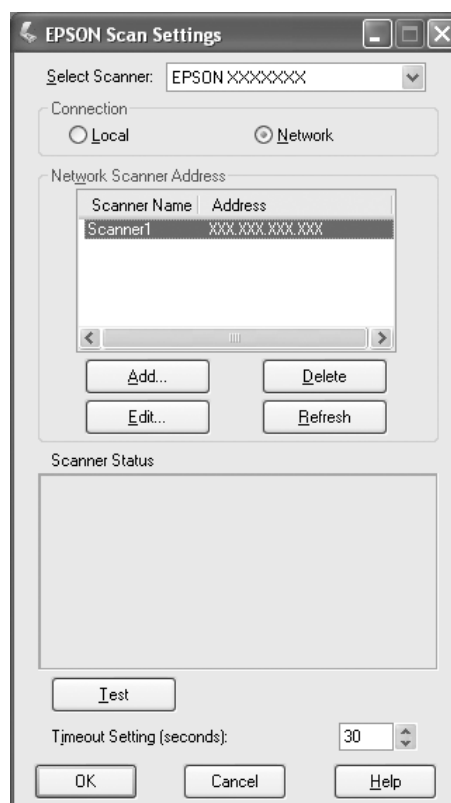 EPSON Scan Settings
Select Scanner: EPSON XXXXXXX
Connection
Local Network
Network Scanner Address
Scanner Name Address
Scanner1 XXX.XXX.XXX.XXX
Add... Delete
Edit... Refresh
Scanner Status
Test
Timeout Setting (seconds): 30
OK Cancel Help